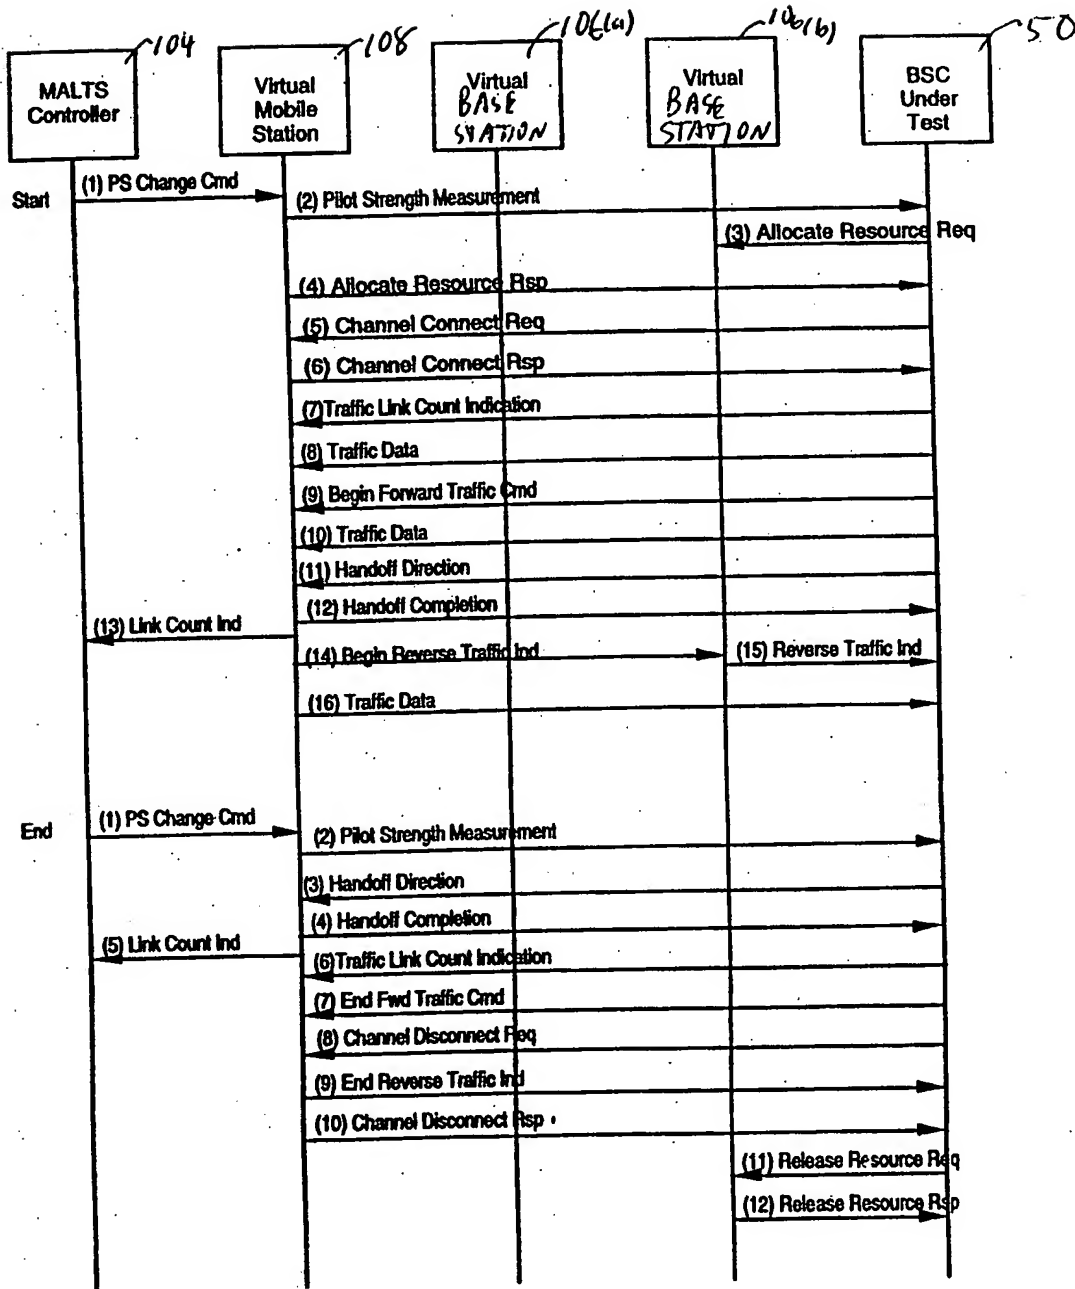 104
108
106(a)
106(b)
50
MALTS
Controller
Virtual
Mobile
Station
Virtual
BASE
STATION
Virtual
BASE
STATION
BSC
Under
Test
Start
(1) PS Change Cmd
(2) Pilot Strength Measurement
(3) Allocate Resource Req
(4) Allocate Resource Rsp
(5) Channel Connect Req
(6) Channel Connect Rsp
(7)Traffic Link Count Indication
(8) Traffic Data
(9) Begin Forward Traffic Cmd
(10) Traffic Data
(11) Handoff Direction
(12) Handoff Completion
(13) Link Count Ind
(14) Begin Reverse Traffic Ind
(15) Reverse Traffic Ind
(16) Traffic Data
End
(1) PS Change Cmd
(2) Pilot Strength Measurement
(3) Handoff Direction
(4) Handoff Completion
(5) Link Count Ind
(6)Traffic Link Count Indication
(7) End Fwd Traffic Cmd
(8) Channel Disconnect Req
(9) End Reverse Traffic Ind
(10) Channel Disconnect Rsp
(11) Release Resource Req
(12) Release Resource Rsp